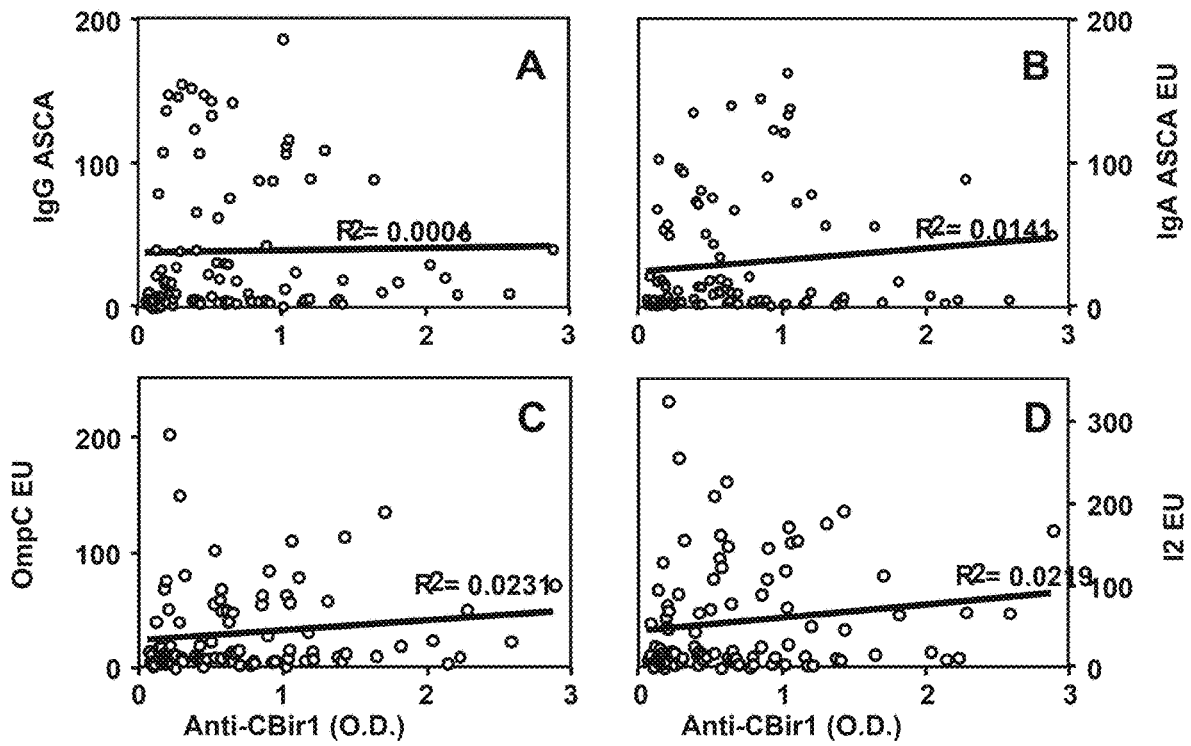 200
A
B
200
IgG ASCA
IgA ASCA EU
100
100
R2= 0.0004
R2= 0.0141
0
0
0 1 2 3
0 1 2 3
C
D
200
300
OmpC EU
I2 EU
200
100
R2= 0.0231
R2= 0.0219
100
0
0
0 1 2 3
0 1 2 3
Anti-CBir1 (O.D.)
Anti-CBir1 (O.D.)